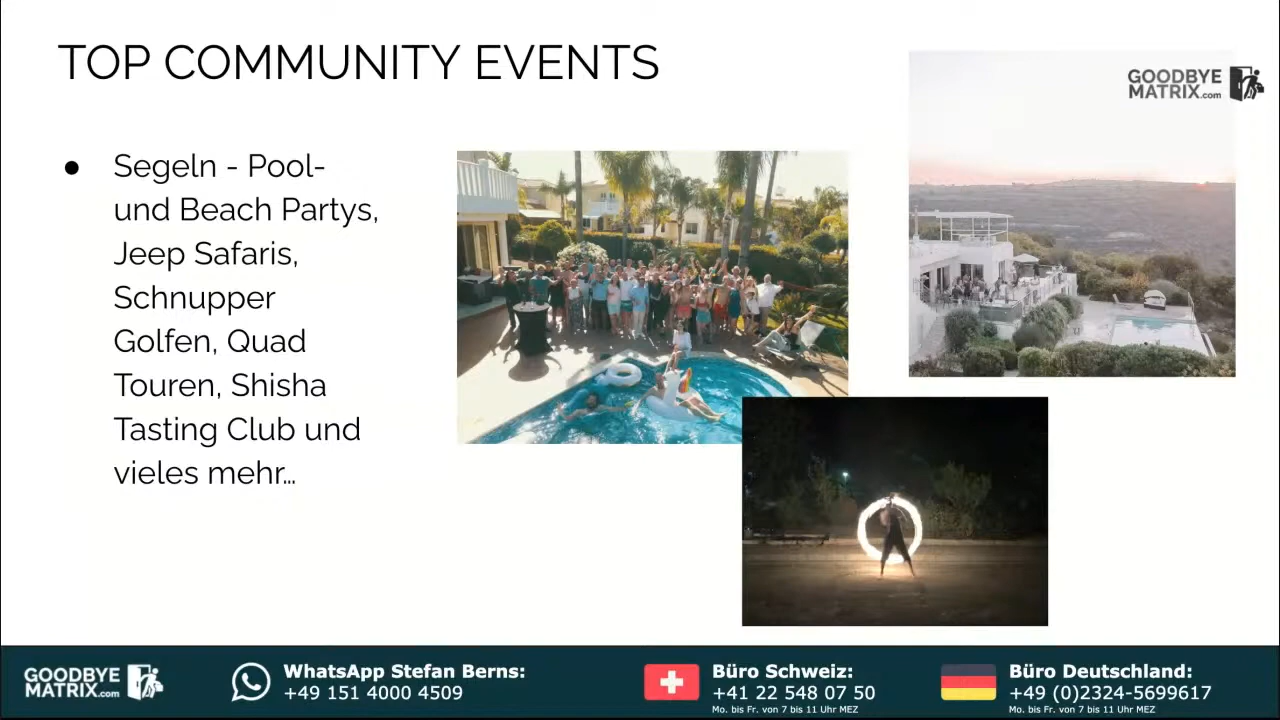 TOP COMMUNITY EVENTS
GOODBYE
MATRIX.com
● Segeln - Pool-
und Beach Partys,
Jeep Safaris,
Schnupper
Golfen, Quad
Touren, Shisha
Tasting Club und
vieles mehr...
GOODBYE
MATRIX.com
WhatsApp Stefan Berns:
+49 151 4000 4509
Büro Schweiz:
+41 22 548 07 50
Mo. bis Fr. von 7 bis 11 Uhr MEZ
Büro Deutschland:
+49 (0)2324-5699617
Mo. bis Fr. von 7 bis 11 Uhr MEZ